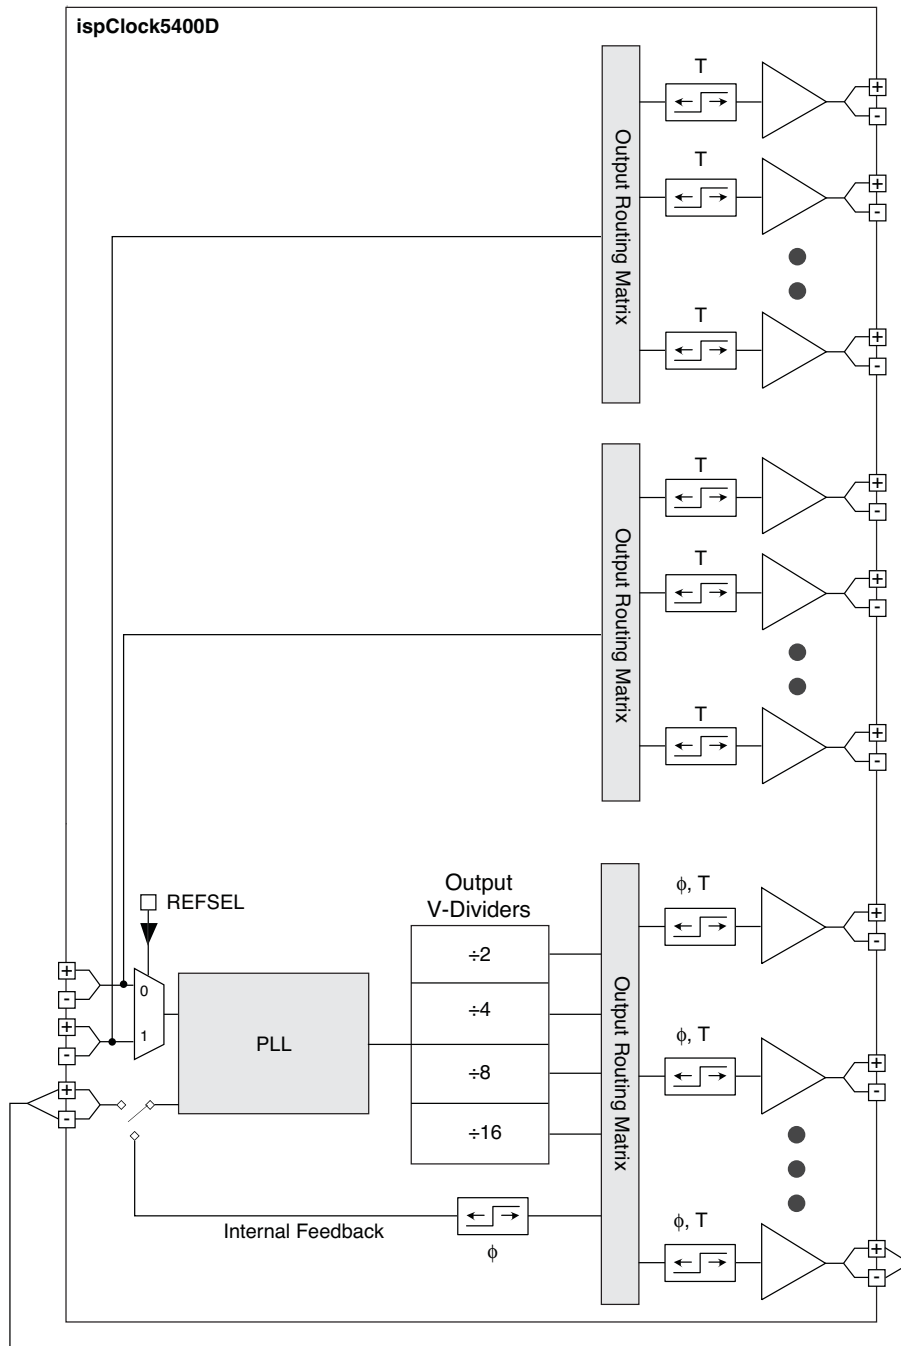 ispClock5400D
T
+
-
T
+
-
T
+
-
Output Routing Matrix
T
+
-
T
+
-
T
+
-
Output Routing Matrix
REFSEL
Output
V-Dividers
+
-
+
-
+
-
0
1
PLL
÷2
÷4
÷8
÷16
Output Routing Matrix
ϕ, T
+
-
ϕ, T
+
-
ϕ, T
+
-
Internal Feedback
ϕ